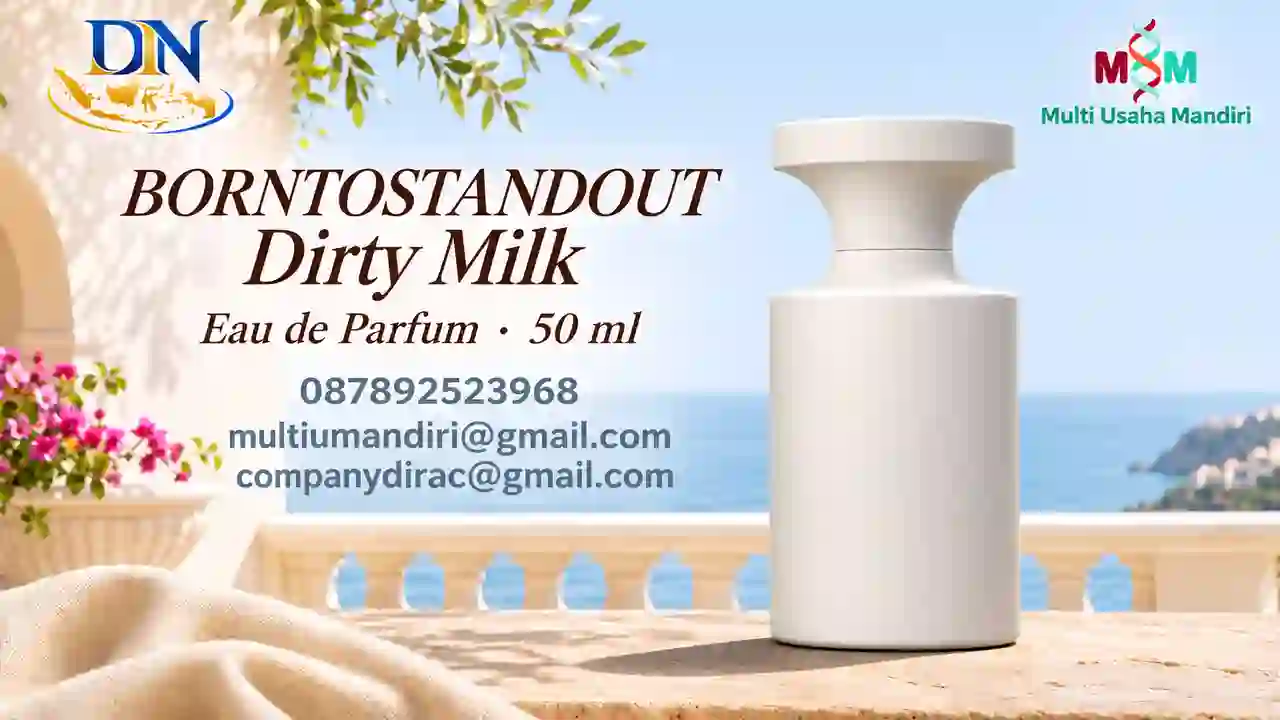 DN
MSM
Multi Usaha Mandiri
BORNTOSTANDOUT
Dirty Milk
Eau de Parfum · 50 ml
087892523968
multiumandiri@gmail.com
companydirac@gmail.com